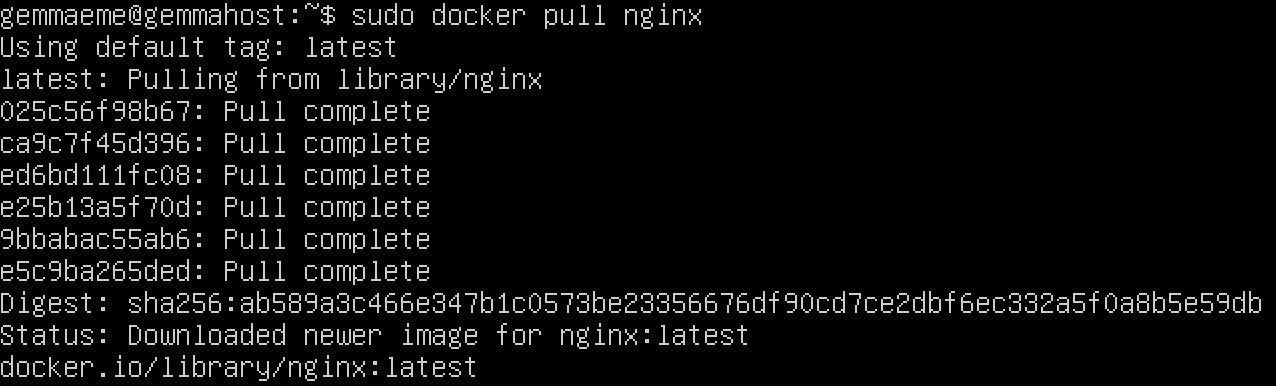 gemmaeme@gemmahost:~$ sudo docker pull nginx
Using default tag: latest
latest: Pulling from library/nginx
025c56f98b67: Pull complete
ca9c7f45d396: Pull complete
ed6bd111fc08: Pull complete
e25b13a5f70d: Pull complete
9bbabac55ab6: Pull complete
e5c9ba265ded: Pull complete
Digest: sha256:ab589a3c466e347b1c0573be23356676df90cd7ce2dbf6ec332a5f0a8b5e59db
Status: Downloaded newer image for nginx:latest
docker.io/library/nginx:latest